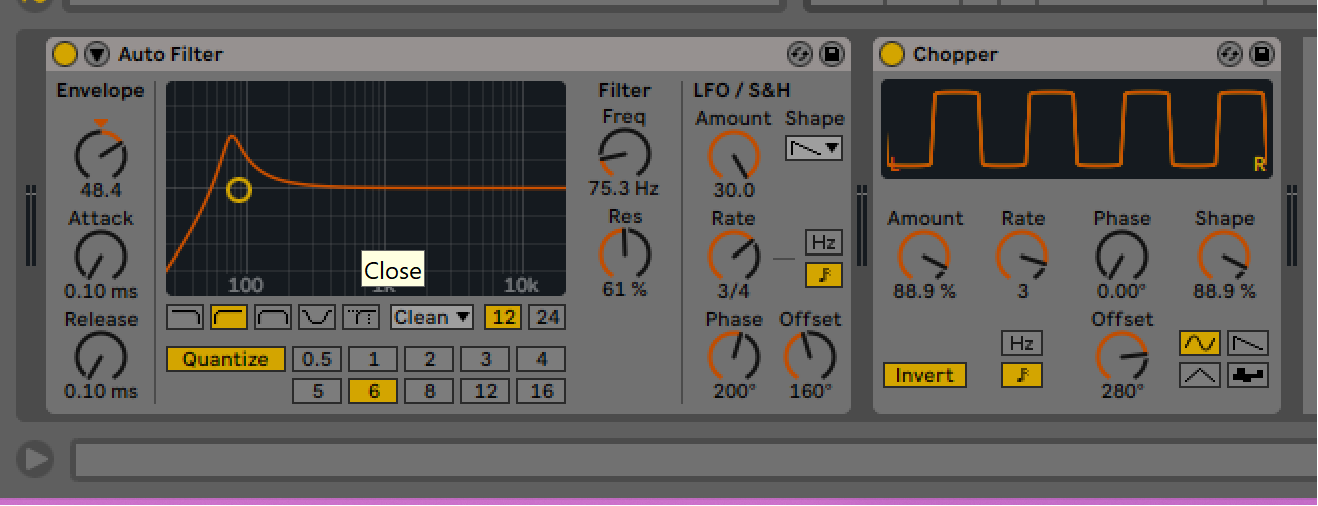 Auto Filter
Envelope
48.4
Attack
0.10 ms
Release
0.10 ms
100
10k
Close
Clean
12
24
Quantize
0.5
1
2
3
4
5
6
8
12
16
Filter
Freq
75.3 Hz
Res
61 %
LFO / S&H
Amount
Shape
30.0
Rate
Hz
3/4
Phase
Offset
200°
160°
Chopper
L
R
Amount
Rate
Phase
Shape
88.9 %
3
0.00°
88.9 %
Hz
Offset
Invert
280°